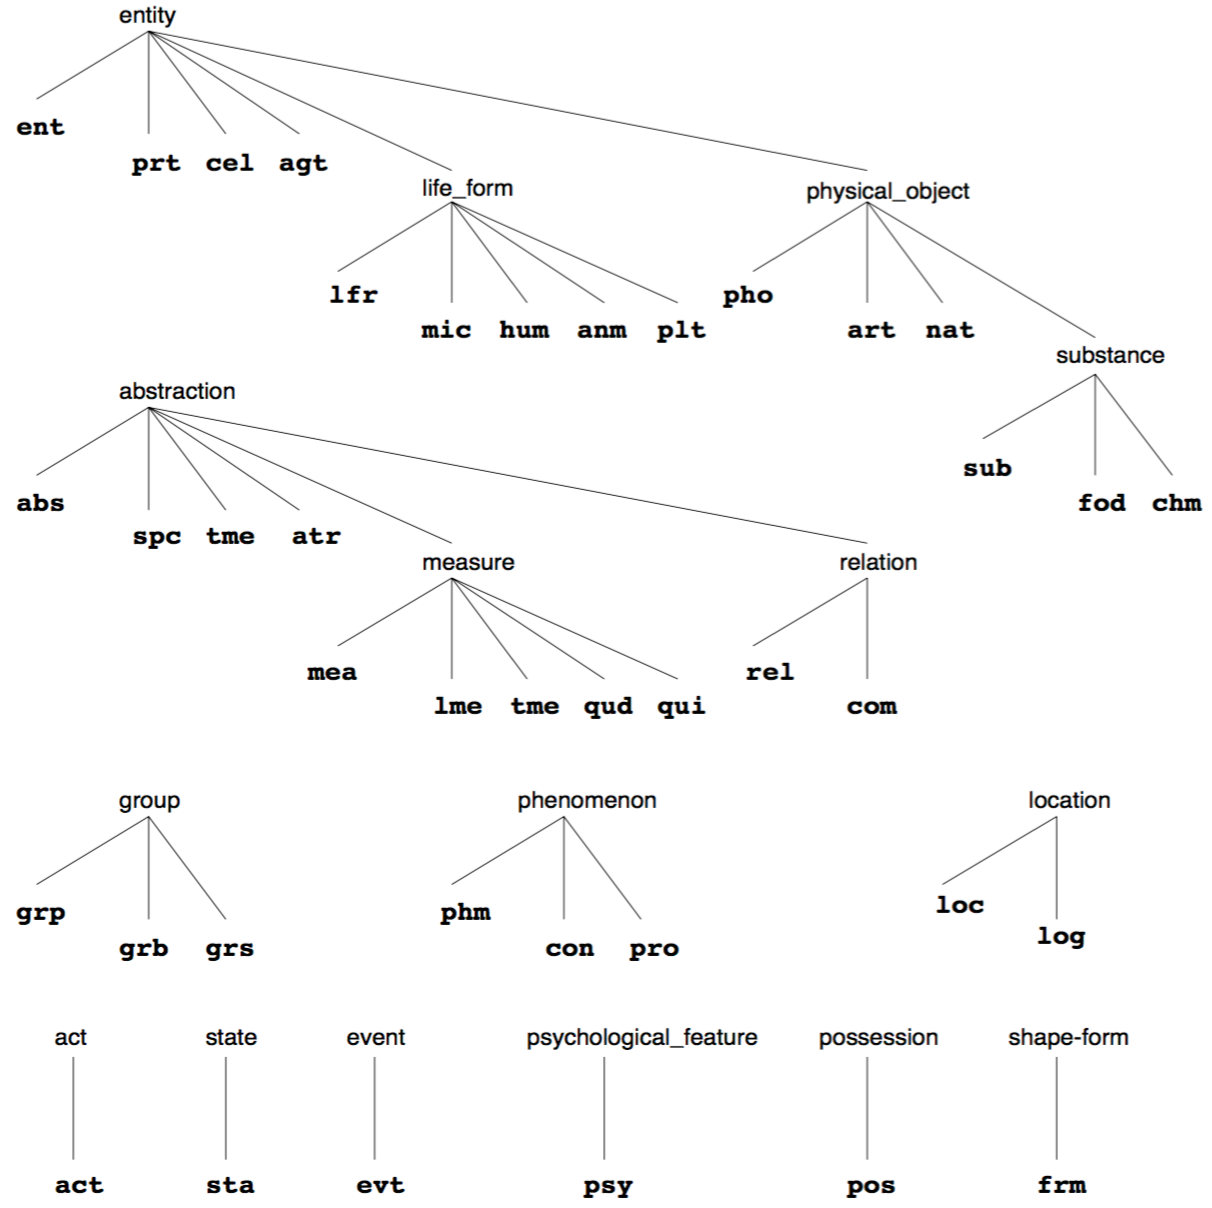 entity
ent
prt cel agt
life_form physical_object
lfr pho
mic hum anm plt art nat
substance
abstraction
sub
abs fod chm
spc tme atr
measure relation
mea rel
lme tme qud qui com
group phenomenon location
grp phm loc
grb grs con pro log
act state event psychological_feature possession shape-form
act sta evt psy pos frm